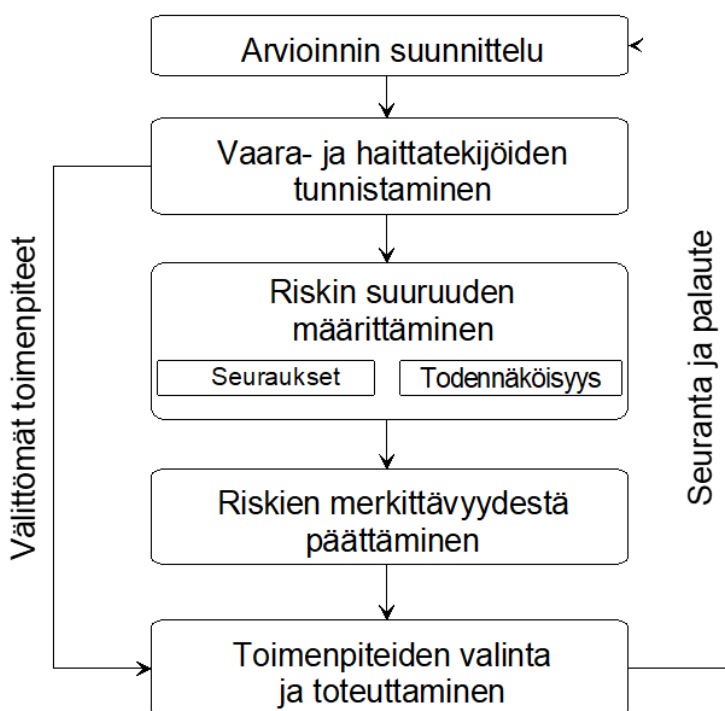 Arvioinnin suunnittelu
Vaara- ja haittatekijöiden
tunnistaminen
Riskin suuruuden
määrittäminen
Seuraukset
Todennäköisyys
Riskien merkittävyydestä
päättäminen
Toimenpiteiden valinta
ja toteuttaminen
Välittömät toimenpiteet
Seuranta ja palaute